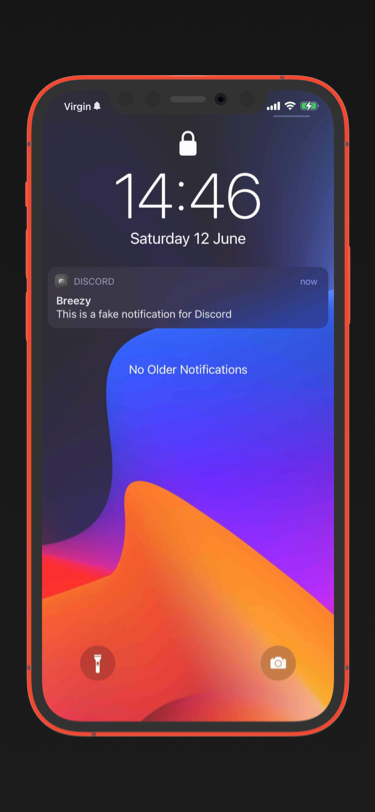 Virgin
14:46
Saturday 12 June
DISCORD now
Breezy
This is a fake notification for Discord
No Older Notifications